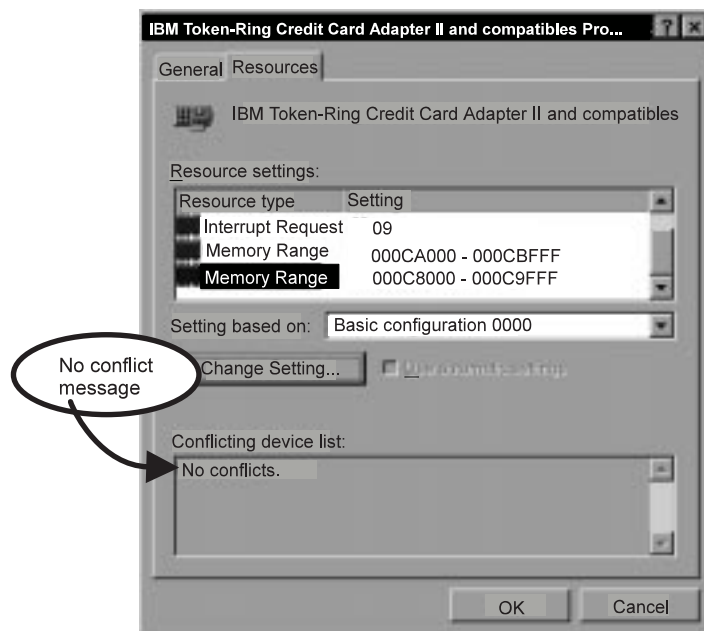 IBM Token-Ring Credit Card Adapter II and compatibles Pro...
General Resources
IBM Token-Ring Credit Card Adapter II and compatibles
Resource settings:
Resource type Setting
Interrupt Request 09
Memory Range 000CA000 - 000CBFFF
Memory Range 000C8000 - 000C9FFF
Setting based on: Basic configuration 0000
No conflict
message
Change Setting...
Conflicting device list:
No conflicts.
OK Cancel